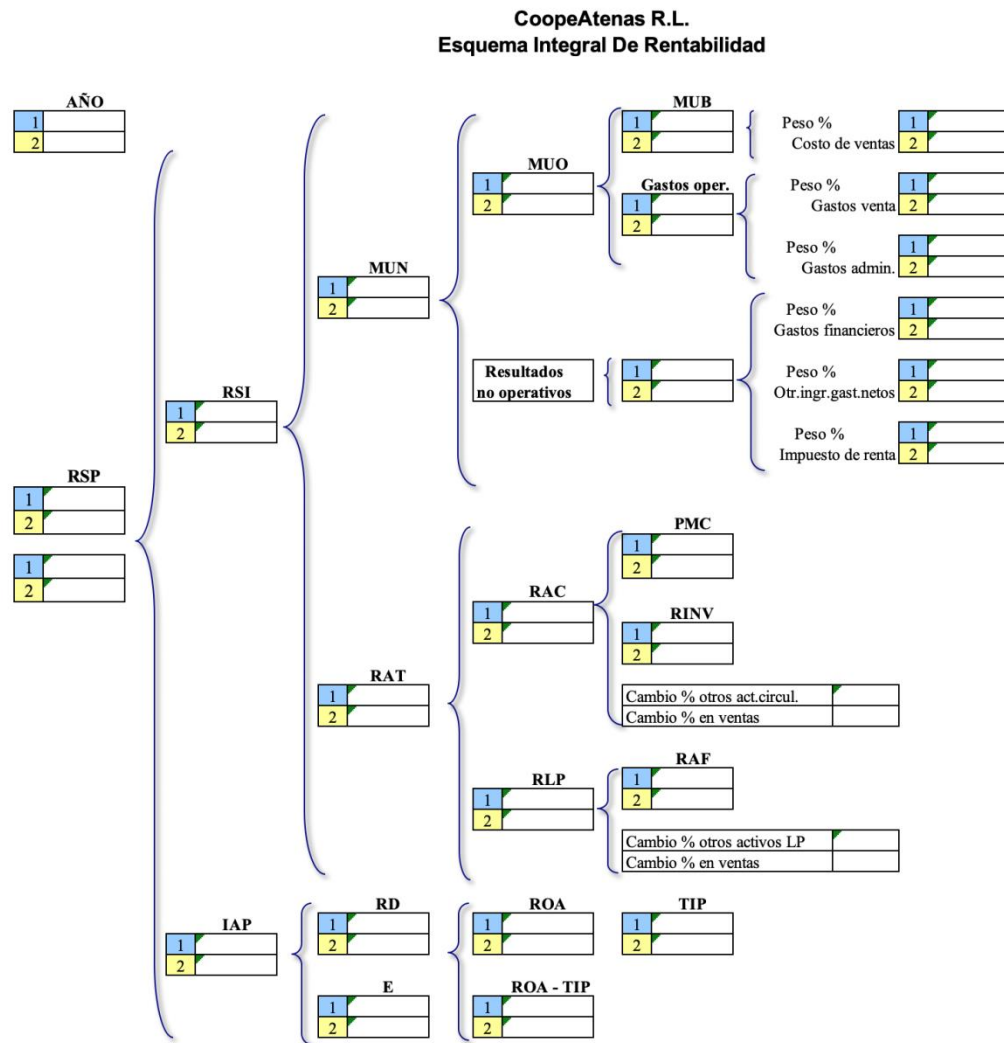 CoopeAtenas R.L.
Esquema Integral De Rentabilidad
AÑO
1
2
MUB
1
2
Peso %
Costo de ventas
1
2
MUO
1
2
Gastos oper.
1
2
Peso %
Gastos venta
1
2
Peso %
Gastos admin.
1
2
MUN
1
2
Peso %
Gastos financieros
1
2
Resultados
no operativos
1
2
Peso %
Otr.ingr.gast.netos
1
2
Peso %
Impuesto de renta
1
2
RSI
1
2
RSP
1
2
1
2
PMC
1
2
RAC
1
2
RINV
1
2
RAT
1
2
Cambio % otros act.circul.
Cambio % en ventas
RLP
1
2
RAF
1
2
Cambio % otros activos LP
Cambio % en ventas
IAP
1
2
RD
1
2
ROA
1
2
TIP
1
2
E
1
2
ROA - TIP
1
2